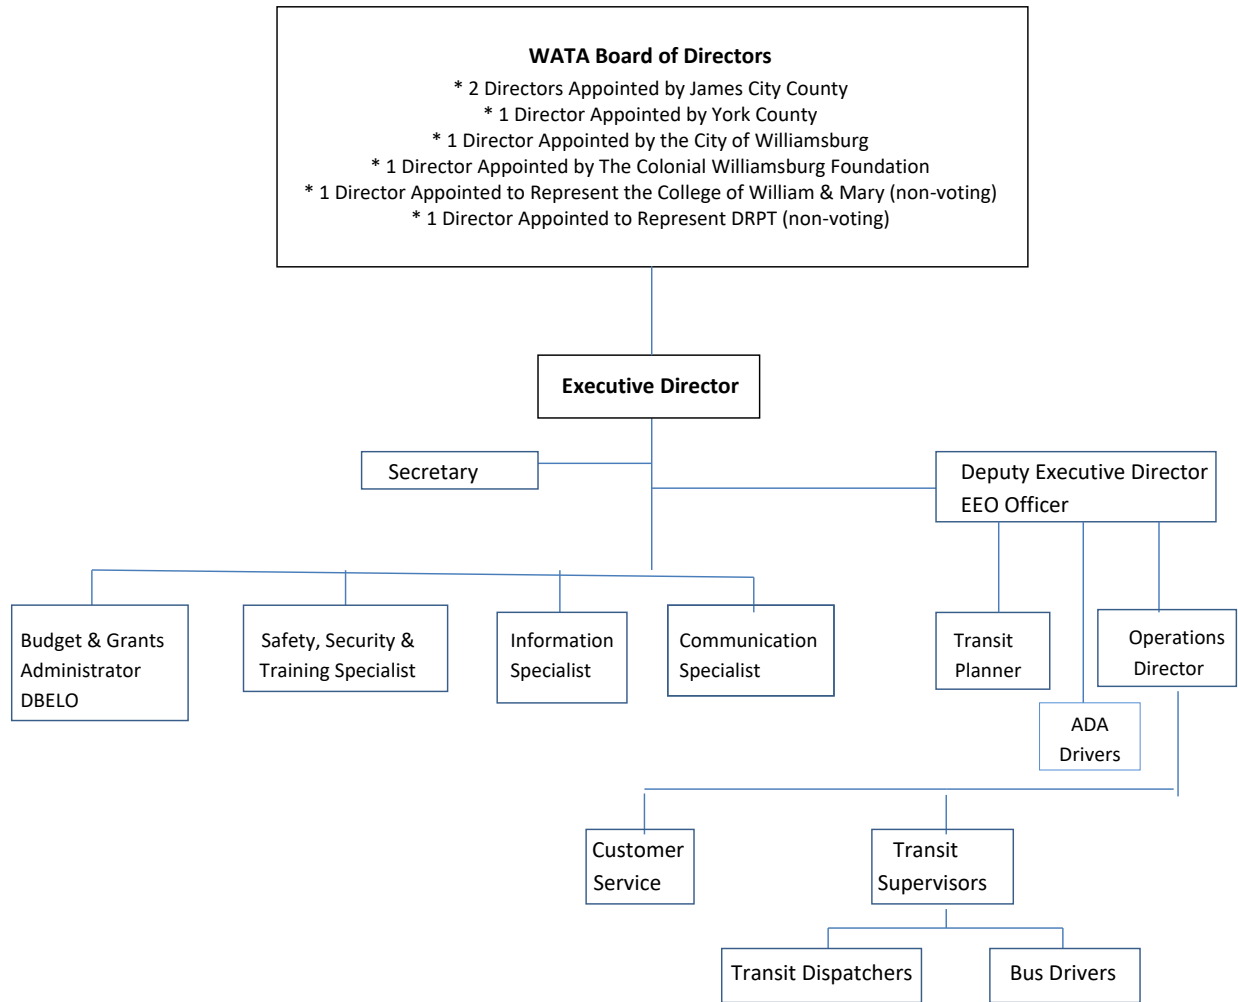 WATA Board of Directors
* 2 Directors Appointed by James City County
* 1 Director Appointed by York County
* 1 Director Appointed by the City of Williamsburg
* 1 Director Appointed by The Colonial Williamsburg Foundation
* 1 Director Appointed to Represent the College of William & Mary (non-voting)
* 1 Director Appointed to Represent DRPT (non-voting)
Executive Director
Secretary
Deputy Executive Director
EEO Officer
Budget & Grants
Administrator
DBELO
Safety, Security &
Training Specialist
Information
Specialist
Communication
Specialist
Transit
Planner
Operations
Director
ADA
Drivers
Customer
Service
Transit
Supervisors
Transit Dispatchers
Bus Drivers